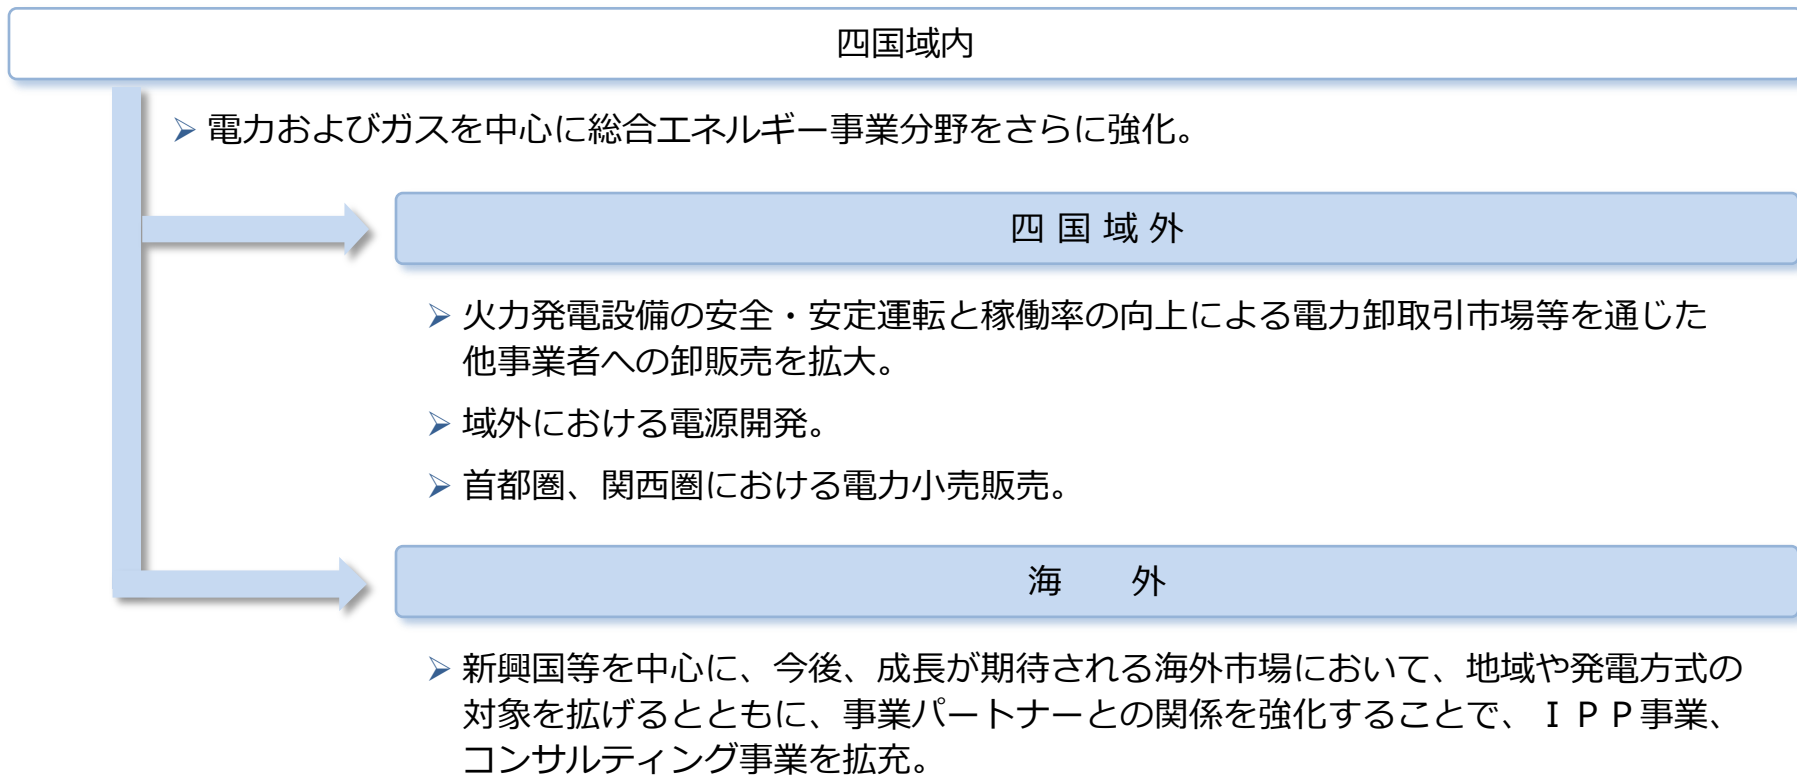 四国域内
➢ 電力およびガスを中心に総合エネルギー事業分野をさらに強化。
四 国 域 外
➢ 火力発電設備の安全・安定運転と稼働率の向上による電力卸取引市場等を通じた
他事業者への卸販売を拡大。
➢ 域外における電源開発。
➢ 首都圏、関西圏における電力小売販売。
海　　外
➢ 新興国等を中心に、今後、成長が期待される海外市場において、地域や発電方式の
対象を拡げるとともに、事業パートナーとの関係を強化することで、ＩＰＰ事業、
コンサルティング事業を拡充。